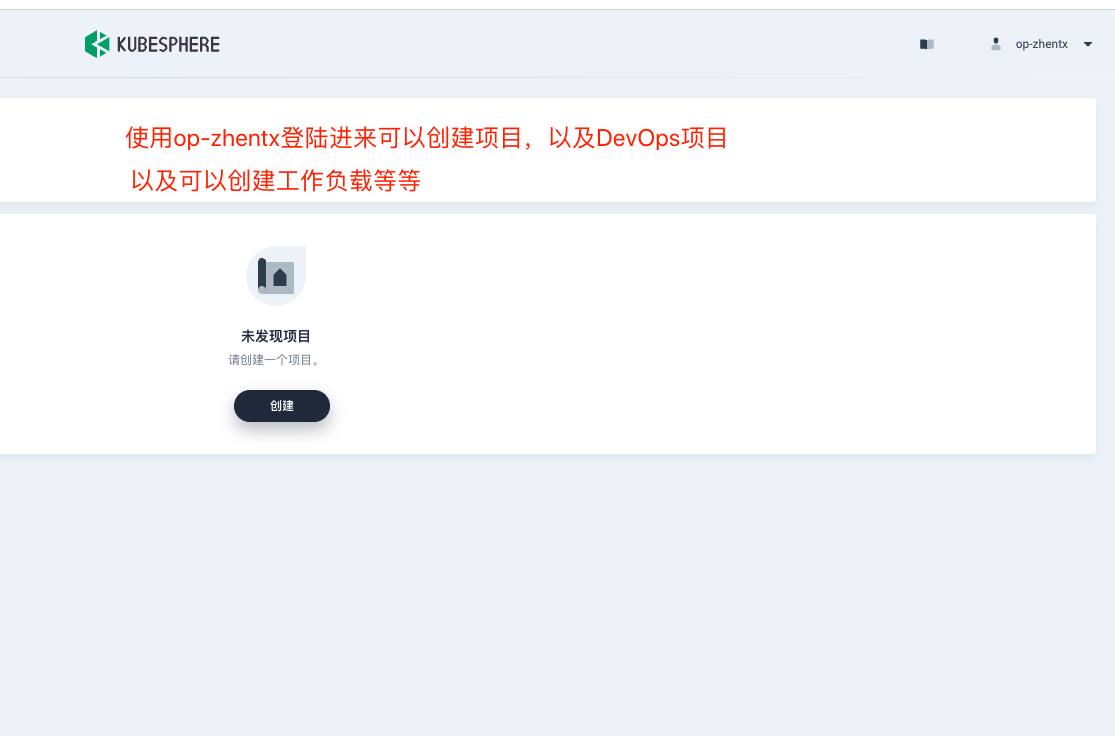 KUBESPHERE
op-zhentx
使用op-zhentx登陆进来可以创建项目，以及DevOps项目
以及可以创建工作负载等等
未发现项目
请创建一个项目。
创建